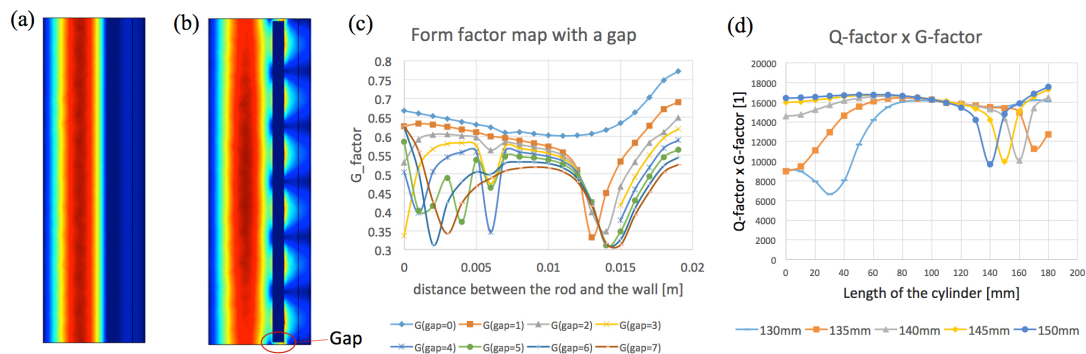 (a)
(b)
Gap
(c)
Form factor map with a gap
G_factor
0.8
0.75
0.7
0.65
0.6
0.55
0.5
0.45
0.4
0.35
0.3
0
0.005
0.01
0.015
0.02
distance between the rod and the wall [m]
G(gap=0)
G(gap=1)
G(gap=2)
G(gap=3)
G(gap=4)
G(gap=5)
G(gap=6)
G(gap=7)
(d)
Q-factor x G-factor
Q-factor x G-factor [1]
20000
18000
16000
14000
12000
10000
8000
6000
4000
2000
0
0
20
40
60
80
100
120
140
160
180
200
Length of the cylinder [mm]
130mm
135mm
140mm
145mm
150mm